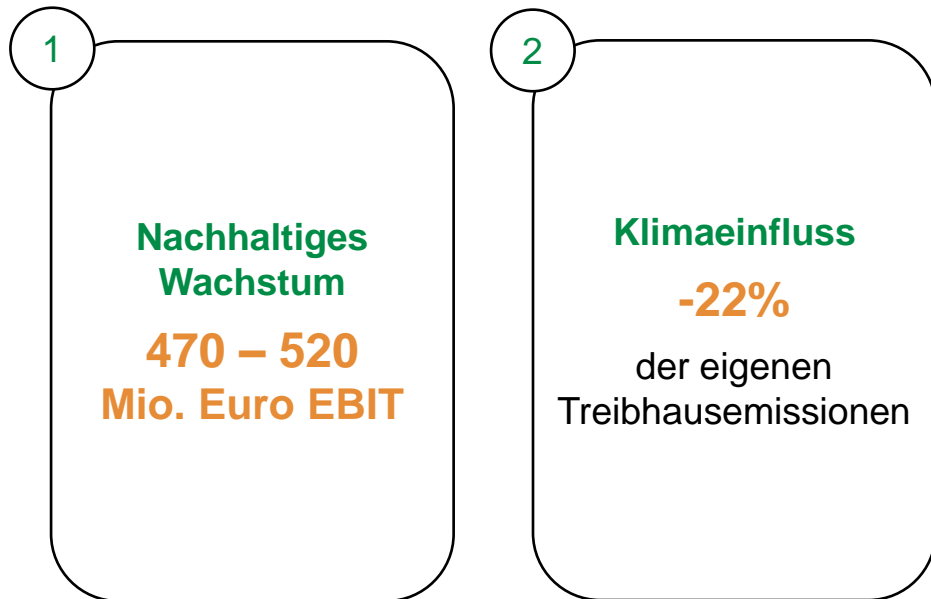 1
Nachhaltiges
Wachstum
470 – 520
Mio. Euro EBIT
2
Klimaeinfluss
-22%
der eigenen
Treibhausemissionen